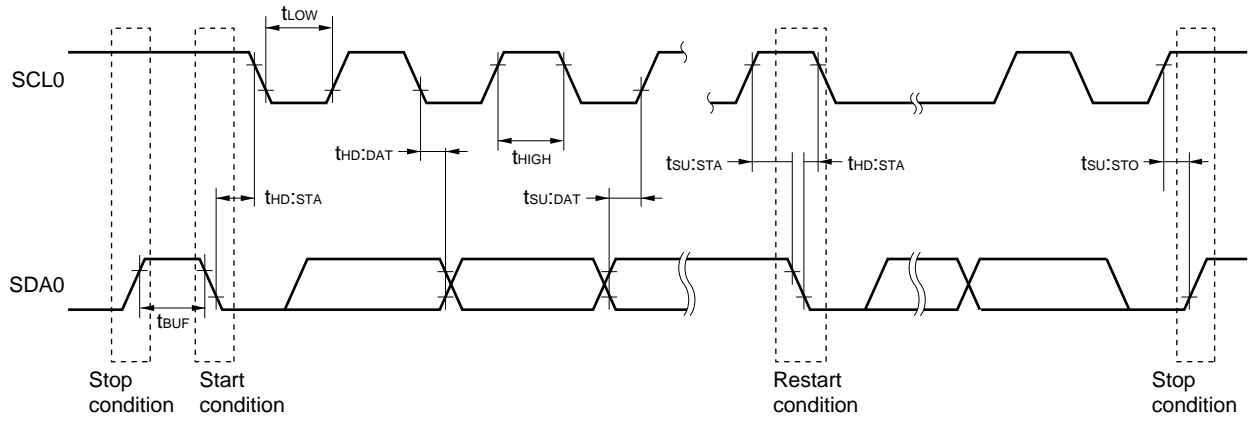 tLOW
SCL0
tHD:DAT
tHIGH
tSU:STA
tHD:STA
tSU:STO
tHD:STA
tSU:DAT
SDA0
tBUF
Stop
condition
Start
condition
Restart
condition
Stop
condition